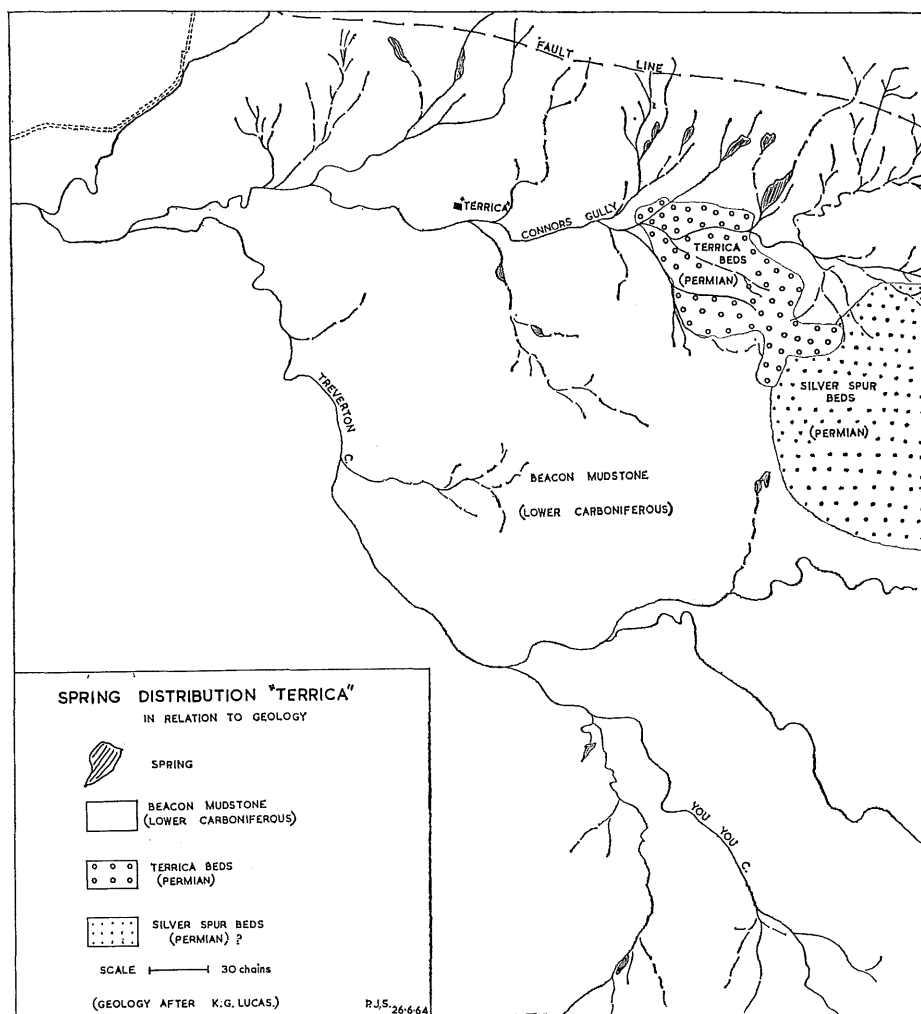 FAULT LINE
"TERRICA"
CONNORS GULLY
TERRICA
BEDS
(PERMIAN)
SILVER SPUR
BEDS
(PERMIAN)
TREVERTON C.
BEACON MUDSTONE
(LOWER CARBONIFEROUS)
YOU YOU C.
SPRING DISTRIBUTION "TERRICA"
IN RELATION TO GEOLOGY
SPRING
BEACON MUDSTONE
(LOWER CARBONIFEROUS)
TERRICA BEDS
(PERMIAN)
SILVER SPUR BEDS
(PERMIAN) ?
SCALE 30 chains
(GEOLOGY AFTER K.G. LUCAS.)
P.J.S. 26-6-64